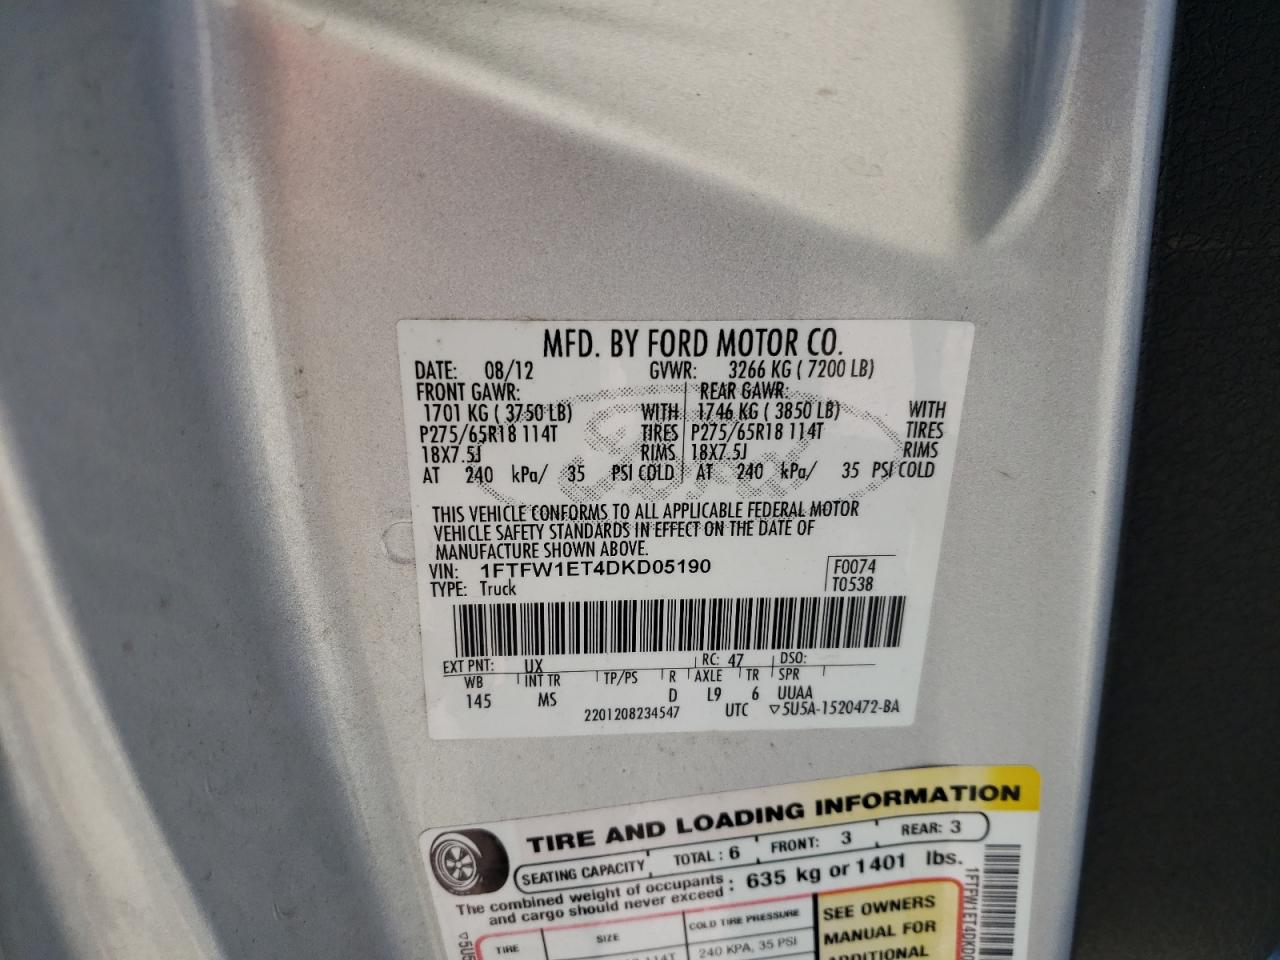 MFD. BY FORD MOTOR CO.
DATE: 08/12 GVWR: 3266 KG ( 7200 LB)
FRONT GAWR: REAR GAWR:
1701 KG ( 3750 LB) WITH 1746 KG ( 3850 LB) WITH
P275/65R18 114T TIRES P275/65R18 114T TIRES
18X7.5J RIMS 18X7.5J RIMS
AT 240 kPa/ 35 PSI COLD AT 240 kPa/ 35 PSI COLD
THIS VEHICLE CONFORMS TO ALL APPLICABLE FEDERAL MOTOR
VEHICLE SAFETY STANDARDS IN EFFECT ON THE DATE OF
MANUFACTURE SHOWN ABOVE.
VIN: 1FTFW1ET4DKD05190 F0074
TYPE: Truck T0538
EXT PNT: UX RC: 47 DSO:
WB INT TR TP/PS R AXLE TR SPR
145 MS D L9 6 UUAA
2201208234547 UTC ▽5U5A-1520472-BA
TIRE AND LOADING INFORMATION
SEATING CAPACITY TOTAL : 6 FRONT: 3 REAR: 3
The combined weight of occupants : 635 kg or 1401 lbs.
and cargo should never exceed :
TIRE SIZE COLD TIRE PRESSURE SEE OWNERS
114T 240 KPA, 35 PSI MANUAL FOR
ADDITIONAL
▽5U5
1FTFW1ET4DKD0